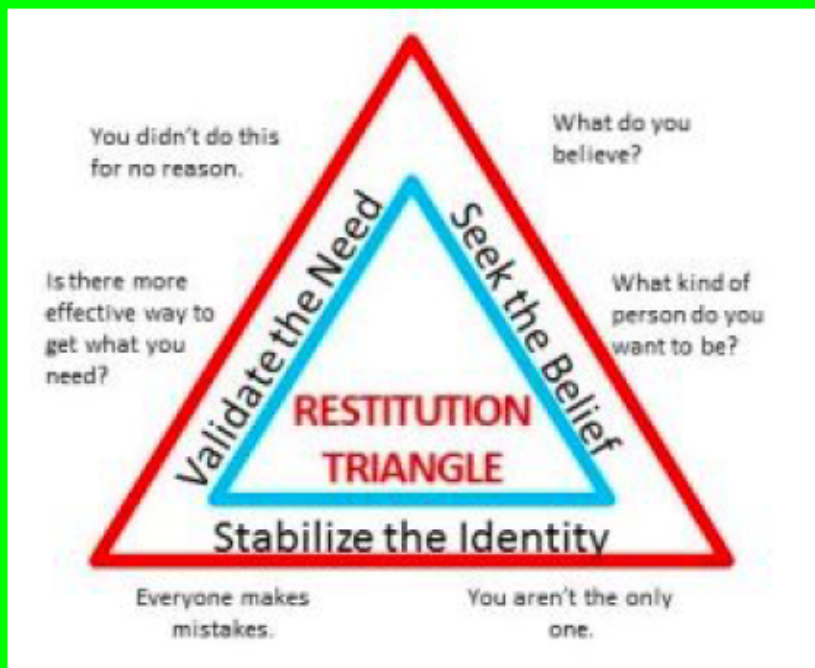 You didn't do this
for no reason.
What do you
believe?
Validate the Need
Seek the Belief
Is there more
effective way to
get what you
need?
What kind of
person do you
want to be?
RESTITUTION
TRIANGLE
Stabilize the Identity
Everyone makes
mistakes.
You aren't the only
one.